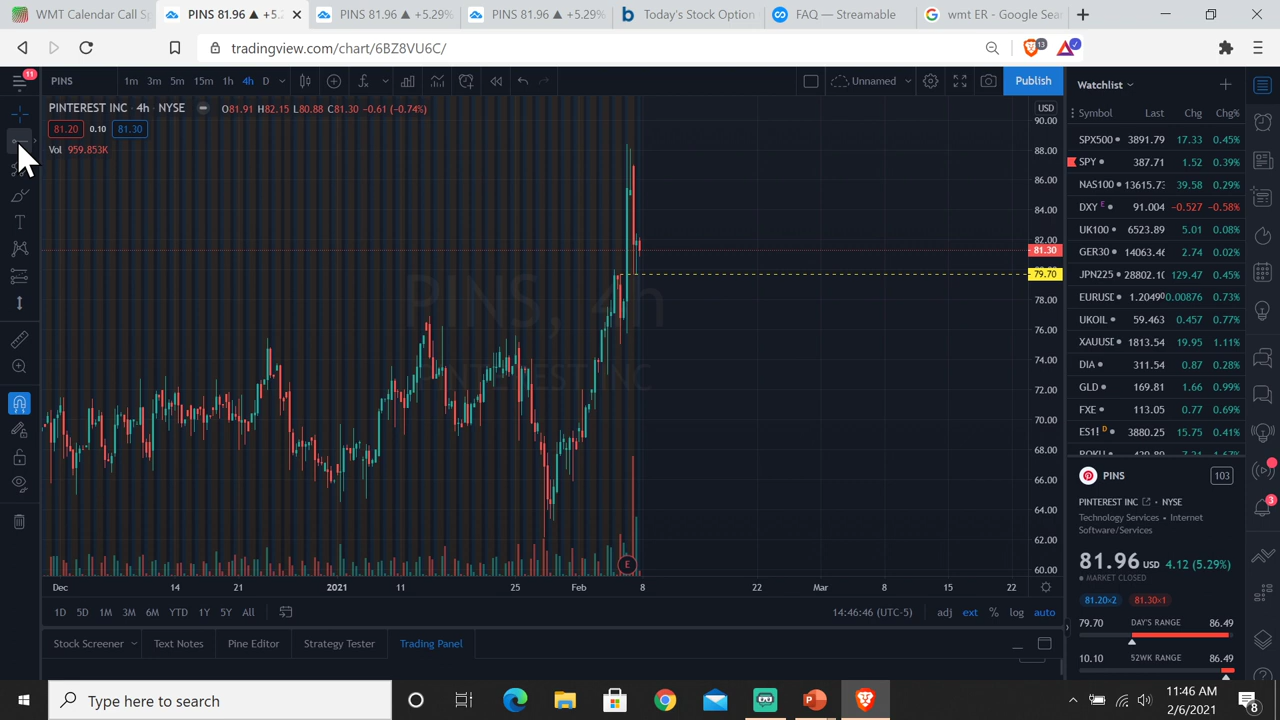 WMT Calendar Call Sp
PINS 81.96 ▲ +5.2
PINS 81.96 ▲ +5.29%
PINS 81.96 ▲ +5.29%
Today's Stock Option
FAQ — Streamable
wmt ER - Google Sea
tradingview.com/chart/6BZ8VU6C/
13
11
PINS
1m 3m 5m 15m 1h 4h D
Unnamed
Publish
Watchlist
PINTEREST INC • 4h • NYSE
O81.91 H82.15 L80.88 C81.30 -0.61 (-0.74%)
81.20 0.10 81.30
Vol 959.853K
PINS, 4h
PINTEREST INC
USD
90.00
88.00
86.00
84.00
82.00
81.30
79.70
78.00
76.00
74.00
72.00
70.00
68.00
66.00
64.00
62.00
60.00
E
Dec 14 21 2021 11 25 Feb 8 22 Mar 8 15 22
1D 5D 1M 3M 6M YTD 1Y 5Y All
14:46:46 (UTC-5) adj ext % log auto
Stock Screener Text Notes Pine Editor Strategy Tester Trading Panel
Symbol Last Chg Chg%
SPX500 3891.79 17.33 0.45%
SPY 387.71 1.52 0.39%
NAS100 13615.73 39.58 0.29%
DXY E 91.004 -0.527 -0.58%
UK100 6523.89 5.01 0.08%
GER30 14063.46 2.74 0.02%
JPN225 28802.10 129.47 0.45%
EURUSD 1.20490 0.00876 0.73%
UKOIL 59.463 0.457 0.77%
XAUUSD 1813.54 19.95 1.11%
DIA 311.54 0.87 0.28%
GLD 169.81 1.66 0.99%
FXE 113.05 0.77 0.69%
ES1! D 3880.25 15.75 0.41%
PINS 103
PINTEREST INC • NYSE
Technology Services • Internet
Software/Services
81.96 USD 4.12 (5.29%)
MARKET CLOSED
81.20×2 81.30×1
79.70 DAY'S RANGE 86.49
10.10 52WK RANGE 86.49
3
Type here to search
11:46 AM
2/6/2021
8